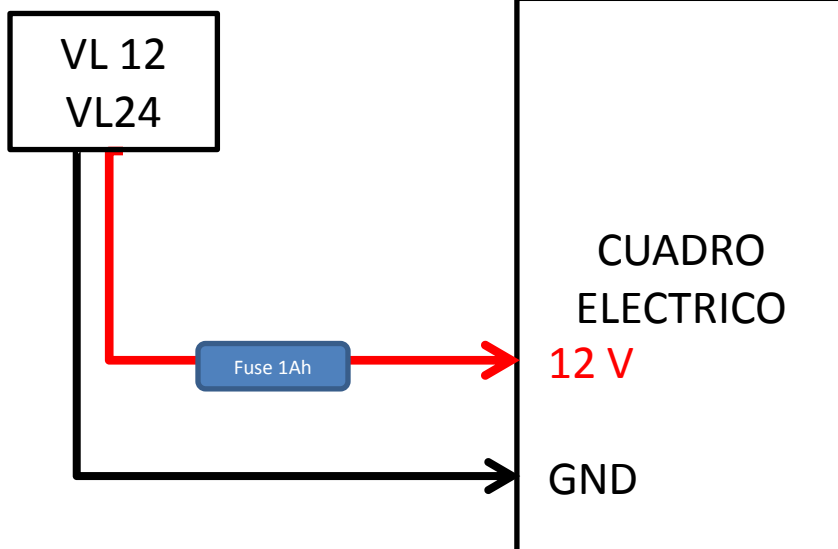 VL 12
VL24
CUADRO
ELECTRICO
Fuse 1Ah
12 V
GND